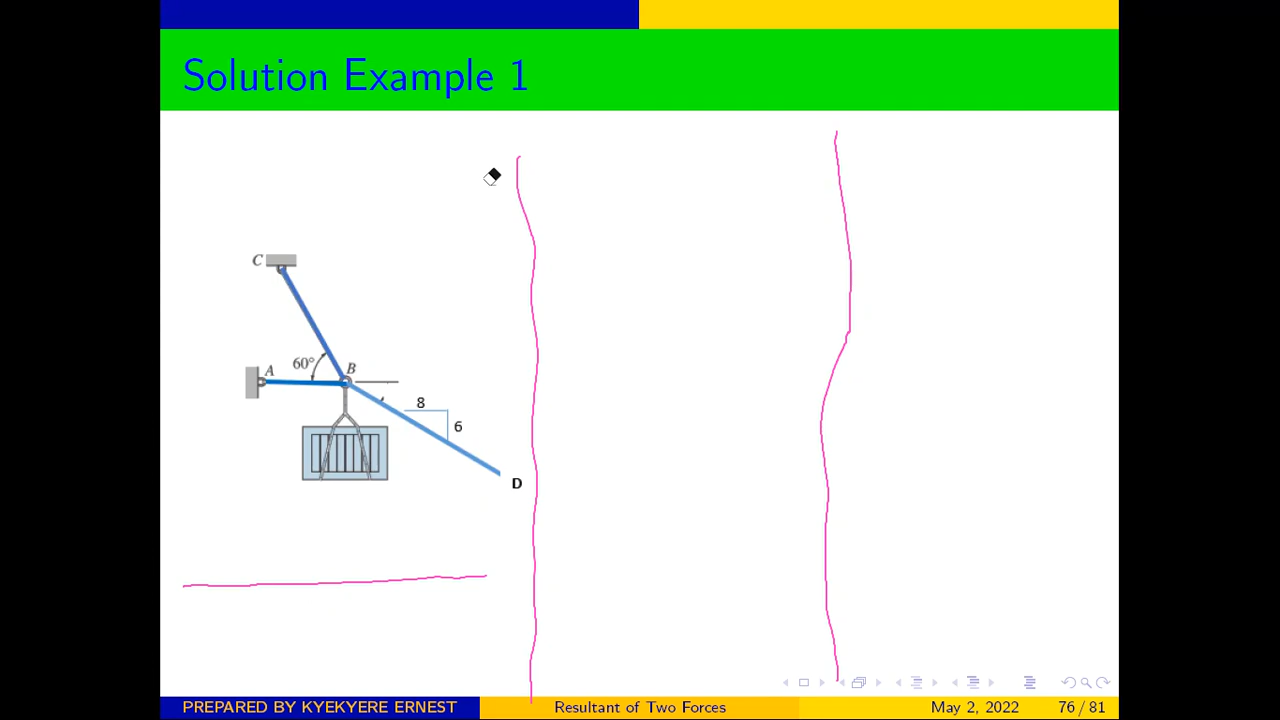 Solution Example 1
C
A
60°
B
8
6
D
PREPARED BY KYEKYERE ERNEST
Resultant of Two Forces
May 2, 2022
76 / 81